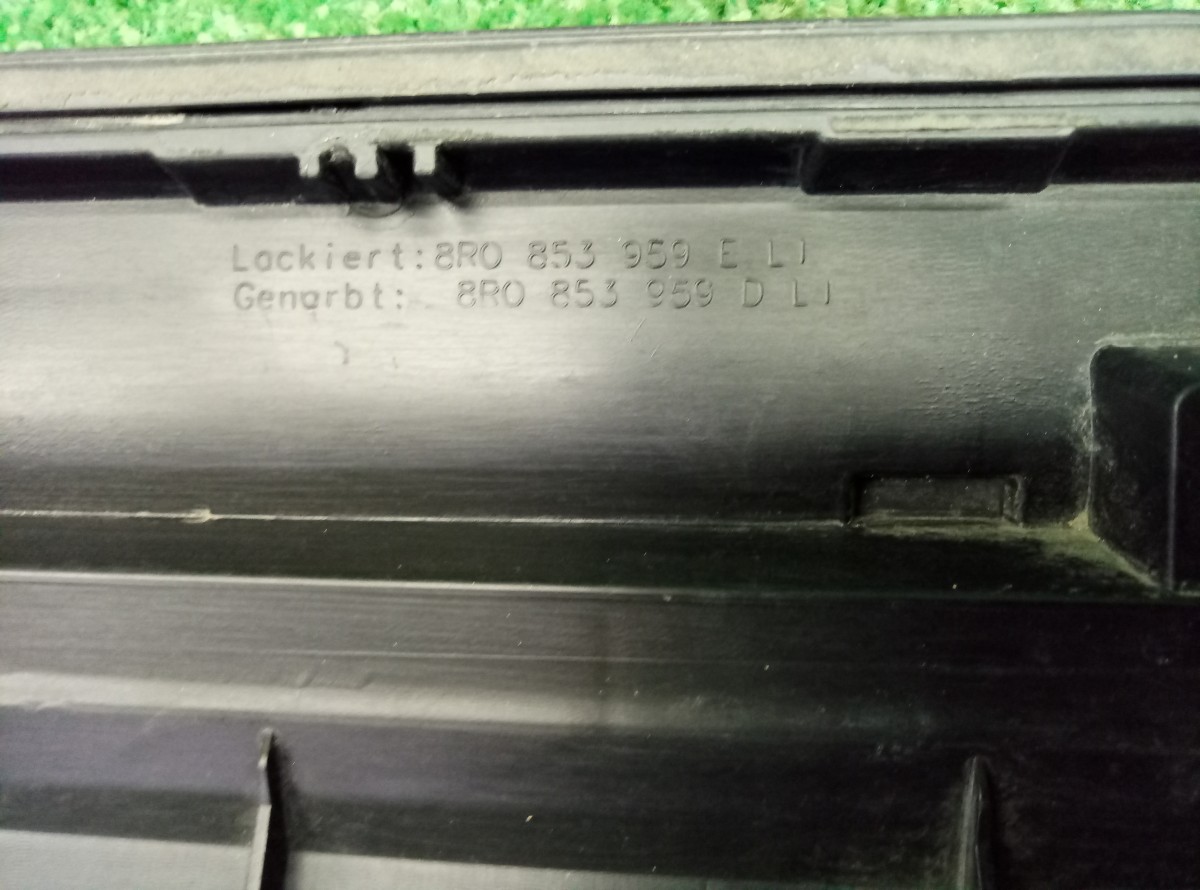 Lackiert: 8R0 853 959 E LI
Genarbt: 8R0 853 959 D LI